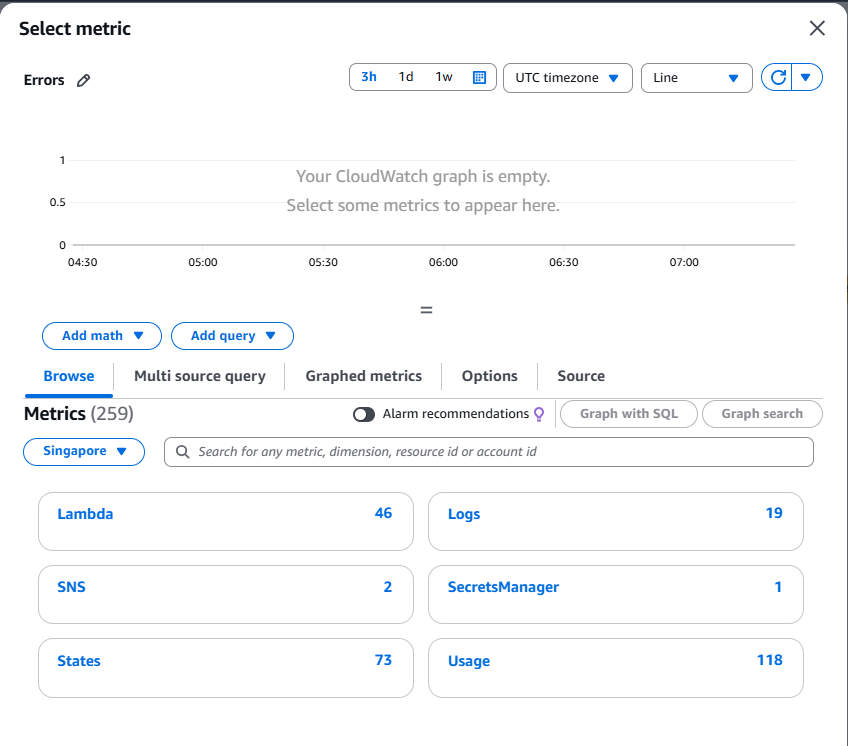 Select metric
Errors
3h 1d 1w
UTC timezone
Line
1
Your CloudWatch graph is empty.
0.5
Select some metrics to appear here.
0
04:30 05:00 05:30 06:00 06:30 07:00
Add math
Add query
Browse
Multi source query
Graphed metrics
Options
Source
Metrics (259)
Alarm recommendations
Graph with SQL
Graph search
Singapore
Search for any metric, dimension, resource id or account id
Lambda 46
Logs 19
SNS 2
SecretsManager 1
States 73
Usage 118